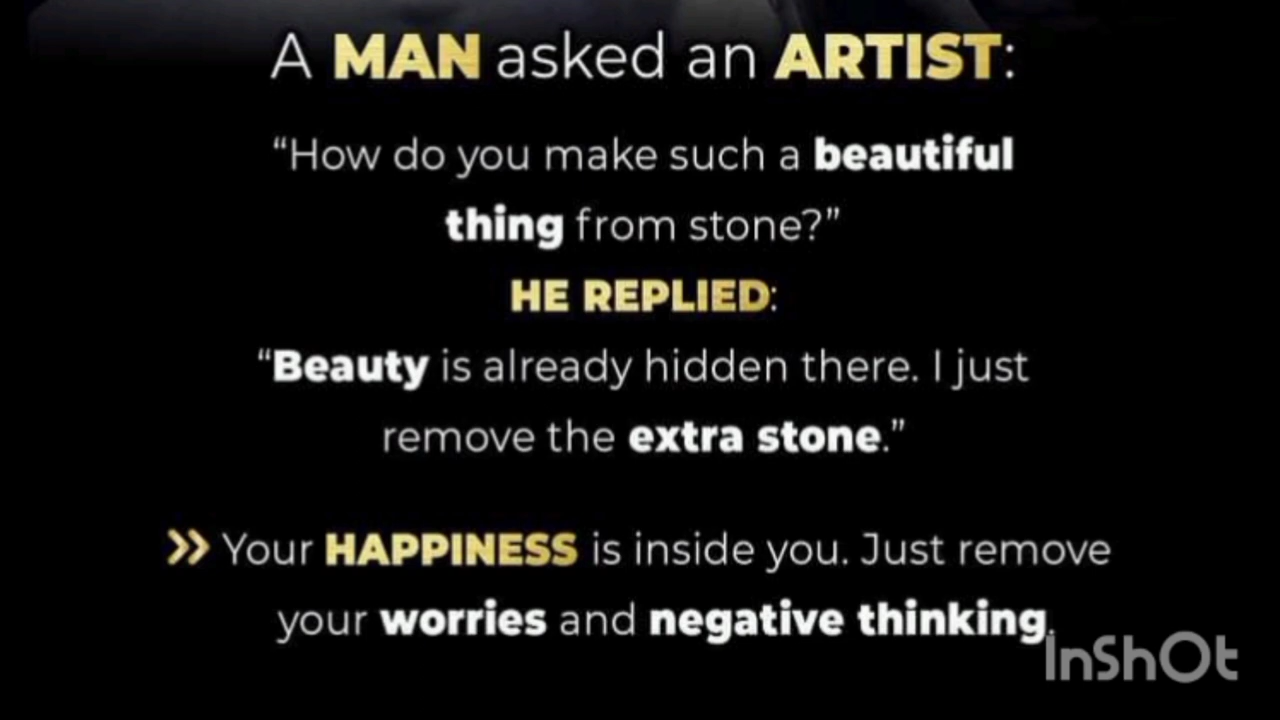 A MAN asked an ARTIST:
“How do you make such a beautiful
thing from stone?”
HE REPLIED:
“Beauty is already hidden there. I just
remove the extra stone.”
» Your HAPPINESS is inside you. Just remove
your worries and negative thinking.
InShOt